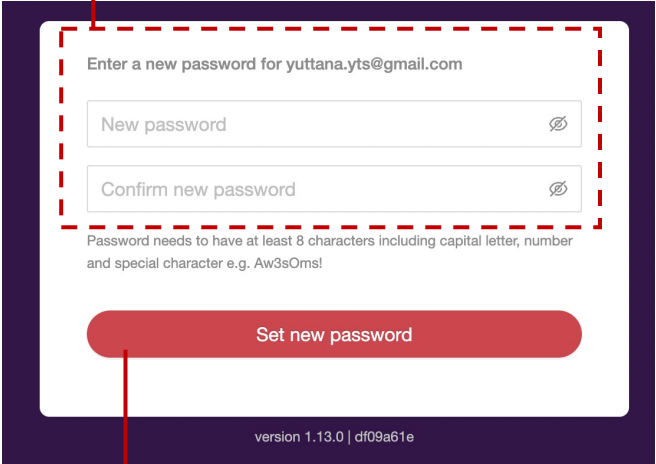 Enter a new password for yuttana.yts@gmail.com
New password
Confirm new password
Password needs to have at least 8 characters including capital letter, number
and special character e.g. Aw3sOms!
Set new password
version 1.13.0 | df09a61e